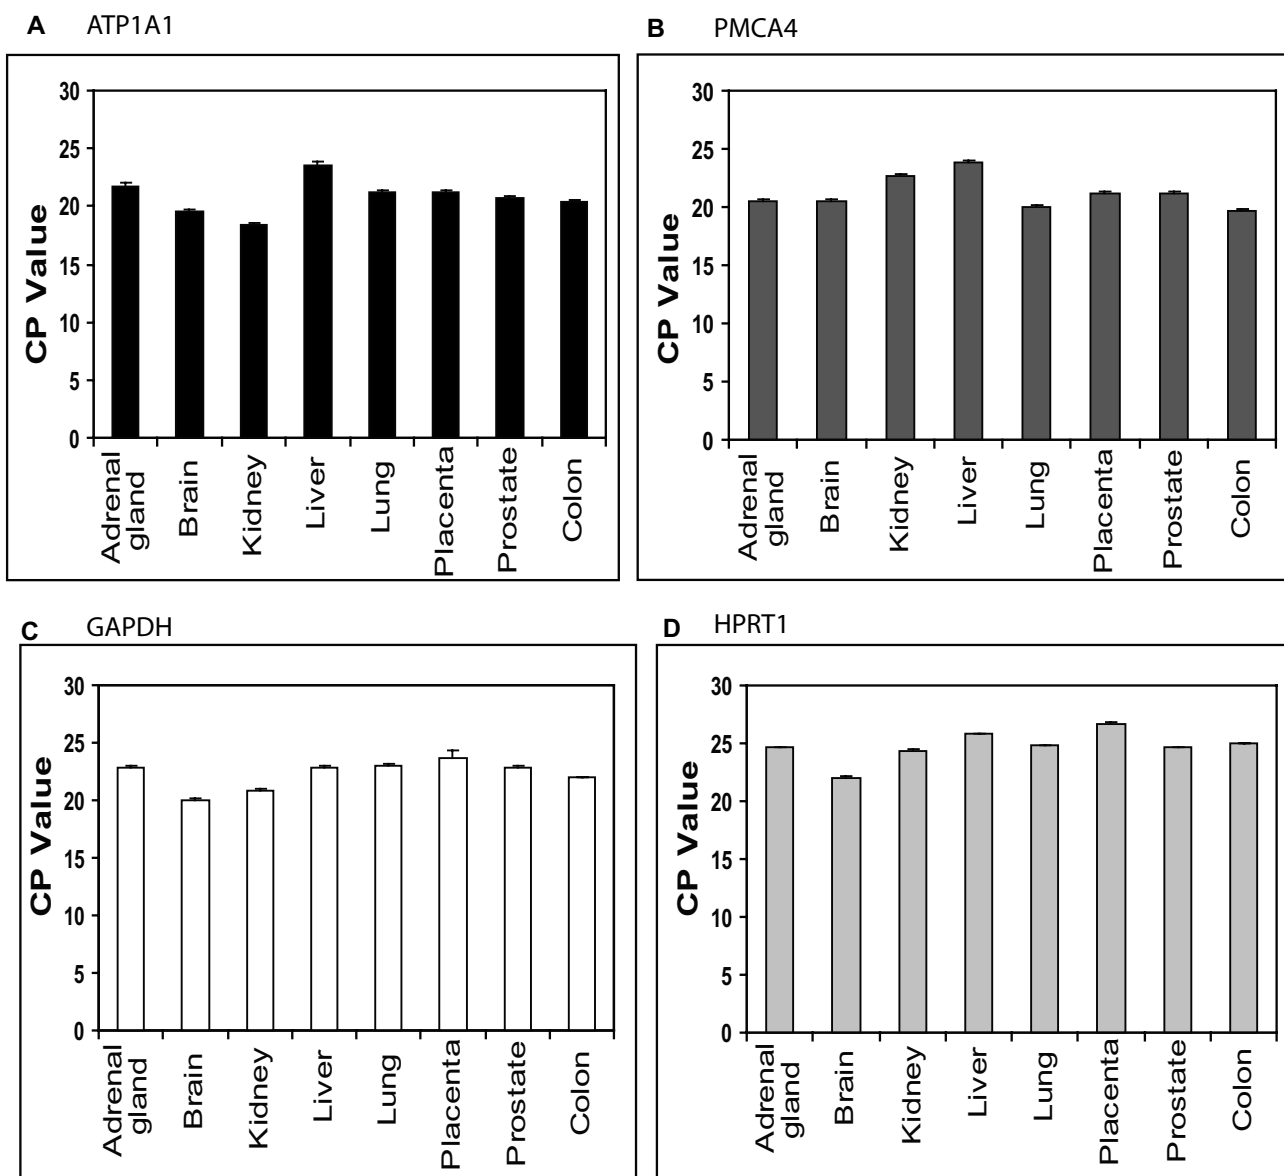 A ATP1A1
30
25
20
15
10
5
0
CP Value
Adrenal
gland
Brain
Kidney
Liver
Lung
Placenta
Prostate
Colon
B PMCA4
30
25
20
15
10
5
0
CP Value
Adrenal
gland
Brain
Kidney
Liver
Lung
Placenta
Prostate
Colon
C GAPDH
30
25
20
15
10
5
0
CP Value
Adrenal
gland
Brain
Kidney
Liver
Lung
Placenta
Prostate
Colon
D HPRT1
30
25
20
15
10
5
0
CP Value
Adrenal
gland
Brain
Kidney
Liver
Lung
Placenta
Prostate
Colon